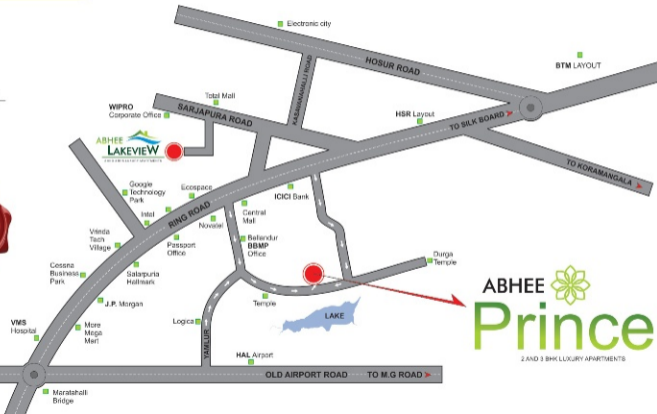 Electronic city
HOSUR ROAD
BTM LAYOUT
KASAVANAHALLI ROAD
Total Mall
WIPRO
Corporate Office
SARJAPURA ROAD
HSR Layout
TO SILK BOARD
TO KORAMANGALA
ABHEE
LAKEVIEW
Google
Technology
Park
Ecospace
ICICI Bank
Intel
RING ROAD
Central
Mall
Novatel
Vrinda
Tech
Village
Passport
Office
Bellandur
BBMP
Office
Cessna
Business
Park
Salarpuria
Hallmark
Durga
Temple
J.P. Morgan
Temple
LAKE
ABHEE
Prince
2 AND 3 BHK LUXURY APARTMENTS
VMS
Hospital
More
Mega
Mart
Logica
YAMLUR
HAL Airport
OLD AIRPORT ROAD
TO M.G ROAD
Maratahalli
Bridge